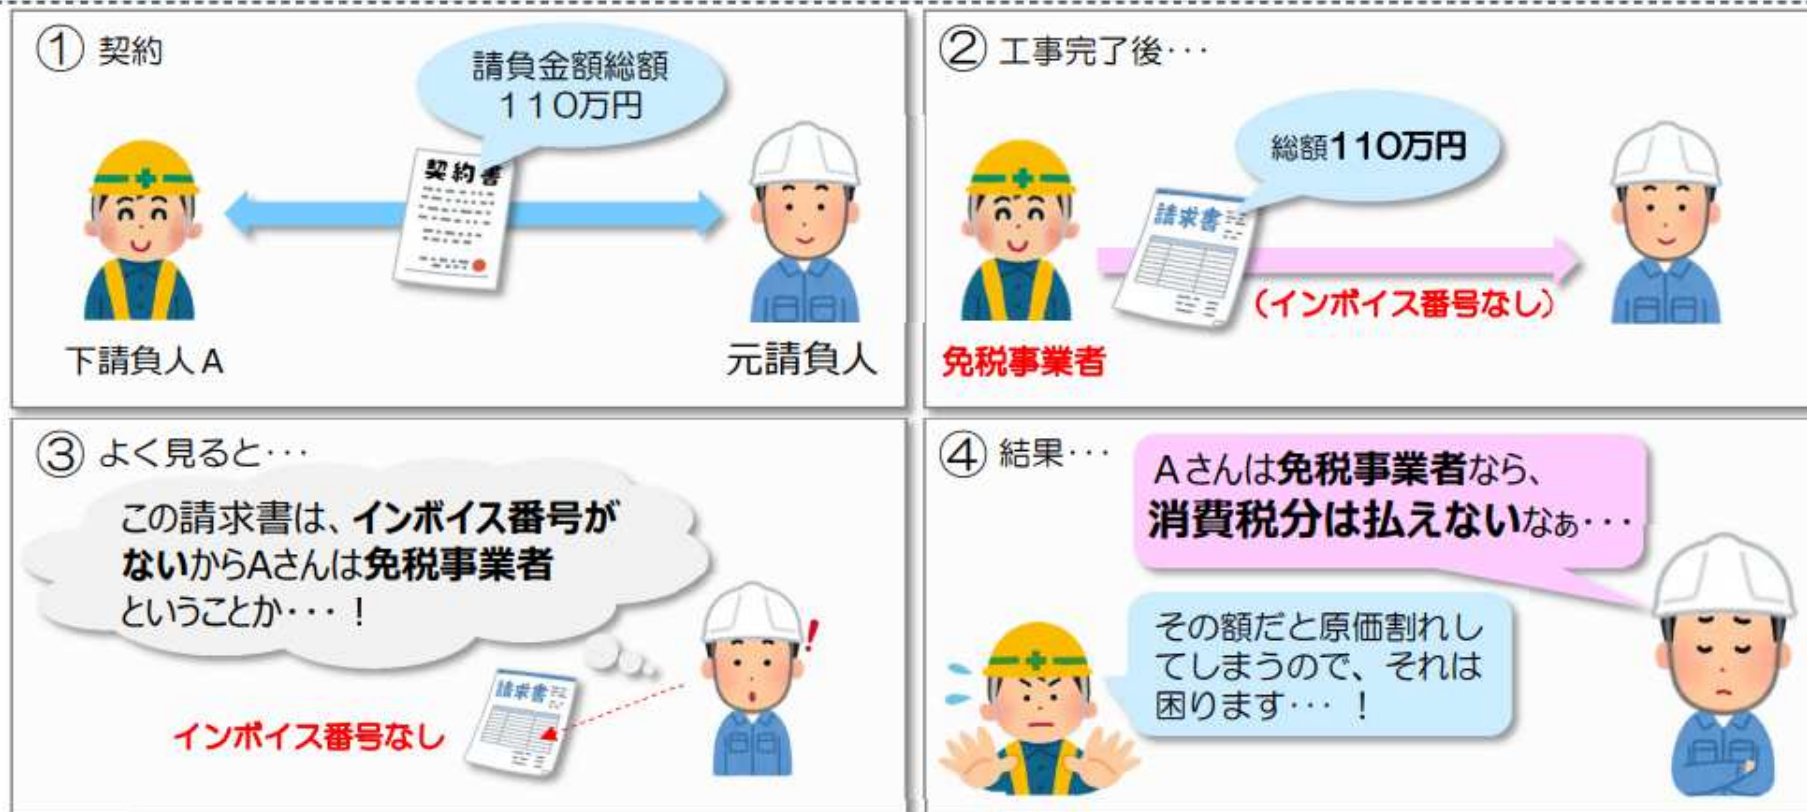 ① 契約
請負金額総額
110万円
契約書
下請負人A
元請負人
② 工事完了後・・・
総額110万円
請求書
（インボイス番号なし）
免税事業者
③ よく見ると・・・
この請求書は、インボイス番号が
ないからAさんは免税事業者
ということか・・・！
請求書
インボイス番号なし
④ 結果・・・
Aさんは免税事業者なら、
消費税分は払えないなぁ・・・
その額だと原価割れし
てしまうので、それは
困ります・・・！